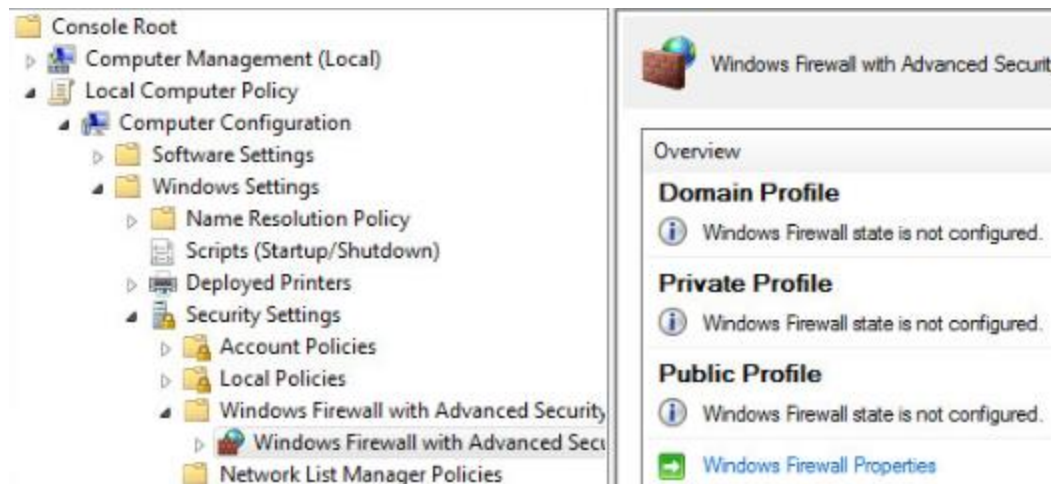 Console Root
Computer Management (Local)
Local Computer Policy
Computer Configuration
Software Settings
Windows Settings
Name Resolution Policy
Scripts (Startup/Shutdown)
Deployed Printers
Security Settings
Account Policies
Local Policies
Windows Firewall with Advanced Security
Windows Firewall with Advanced Secu
Network List Manager Policies
Windows Firewall with Advanced Securit
Overview
Domain Profile
Windows Firewall state is not configured.
Private Profile
Windows Firewall state is not configured.
Public Profile
Windows Firewall state is not configured.
Windows Firewall Properties